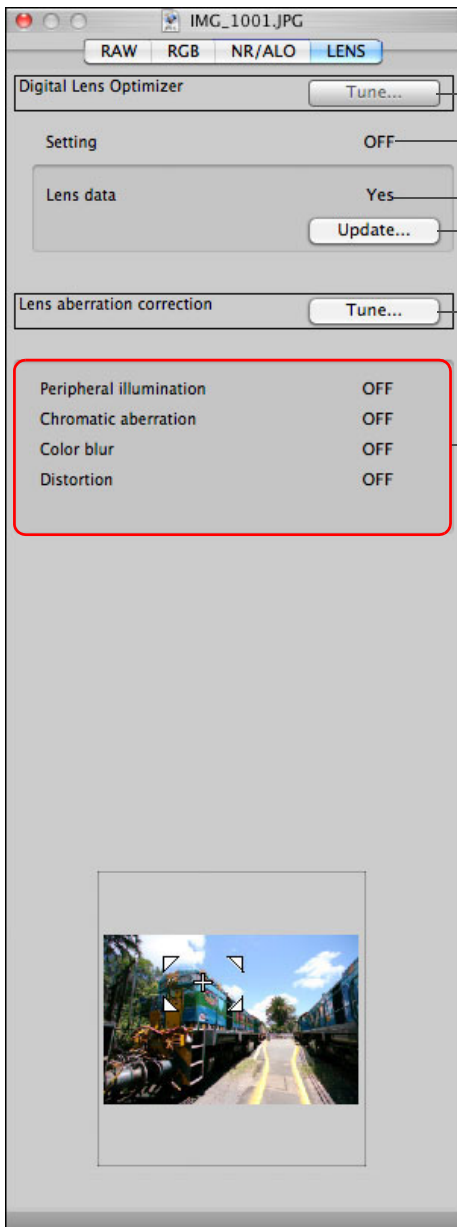 IMG_1001.JPG
RAW RGB NR/ALO LENS
Digital Lens Optimizer Tune...
Setting OFF
Lens data Yes
Update...
Lens aberration correction Tune...
Peripheral illumination OFF
Chromatic aberration OFF
Color blur OFF
Distortion OFF